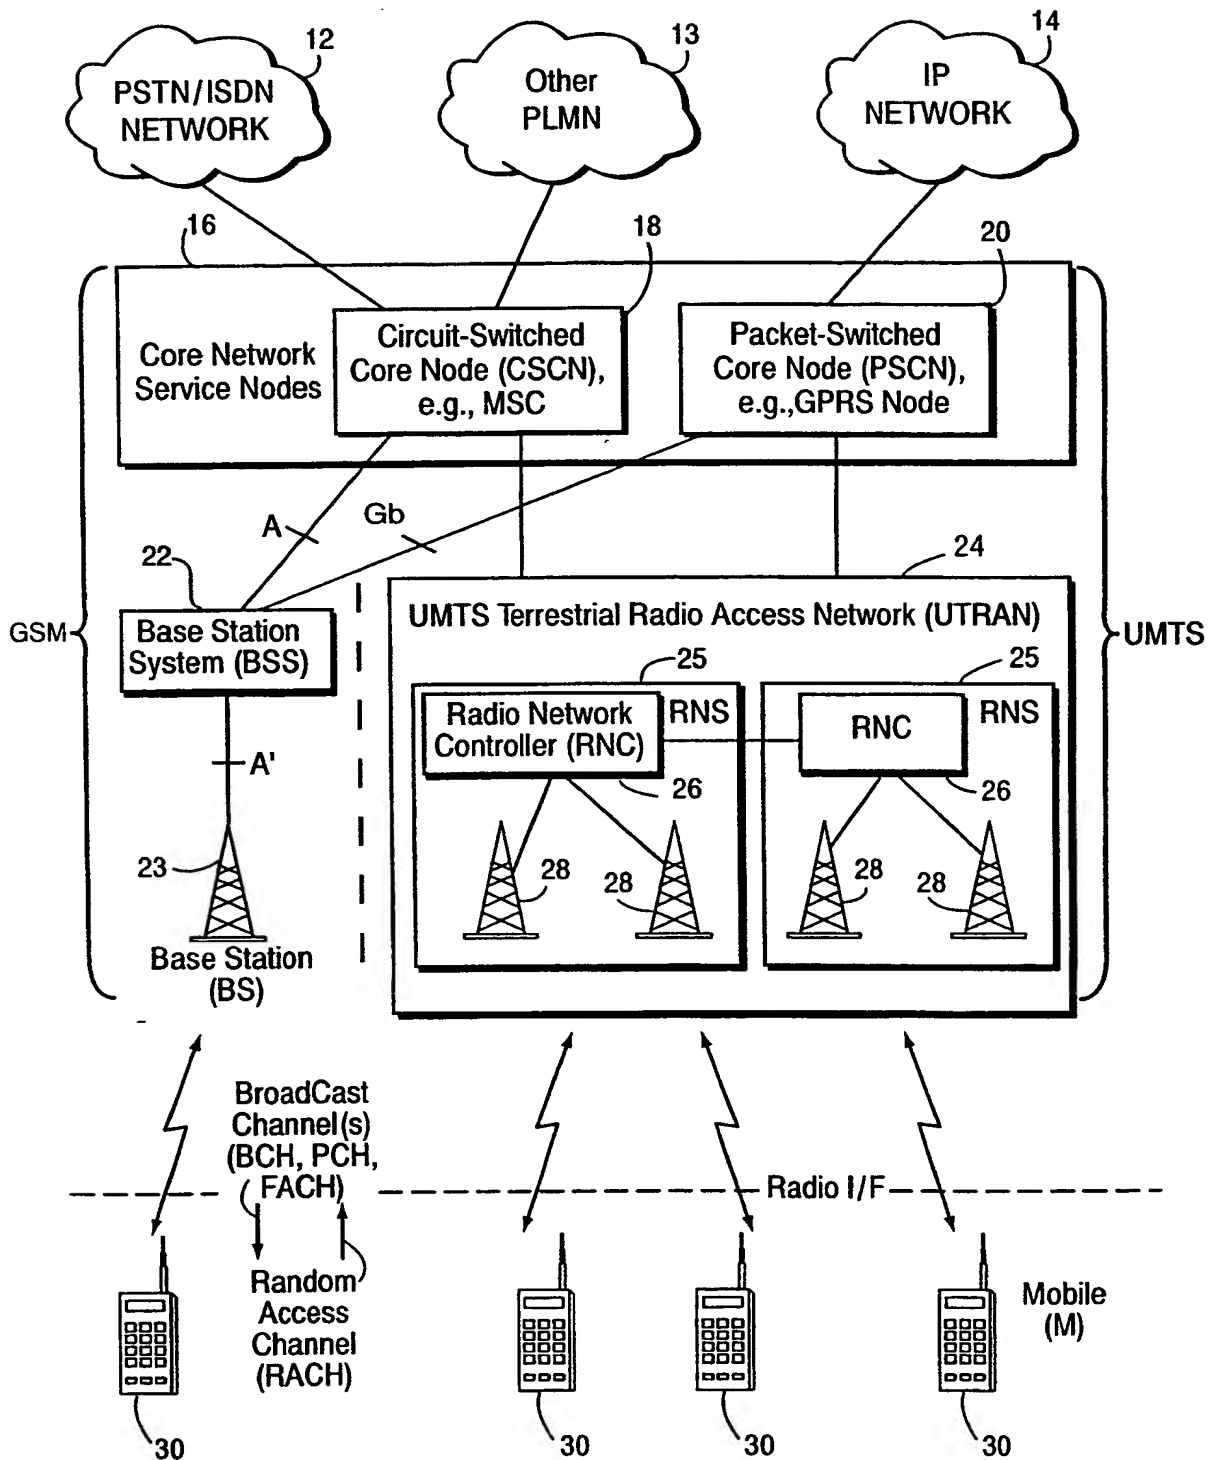 12
13
14
PSTN/ISDN
NETWORK
Other
PLMN
IP
NETWORK
16
18
20
Core Network
Service Nodes
Circuit-Switched
Core Node (CSCN),
e.g., MSC
Packet-Switched
Core Node (PSCN),
e.g.,GPRS Node
A
Gb
22
24
GSM
Base Station
System (BSS)
UMTS Terrestrial Radio Access Network (UTRAN)
UMTS
25
25
Radio Network
Controller (RNC)
RNS
RNC
RNS
A'
26
26
23
28
28
28
28
Base Station
(BS)
BroadCast
Channel(s)
(BCH, PCH,
FACH)
Radio I/F
Random
Access
Channel
(RACH)
Mobile
(M)
30
30
30
30